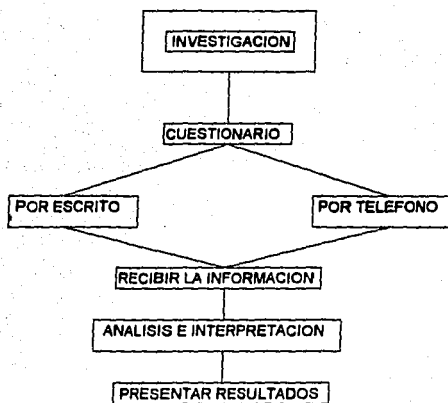 INVESTIGACION
CUESTIONARIO
POR ESCRITO
POR TELEFONO
RECIBIR LA INFORMACION
ANALISIS E INTERPRETACION
PRESENTAR RESULTADOS